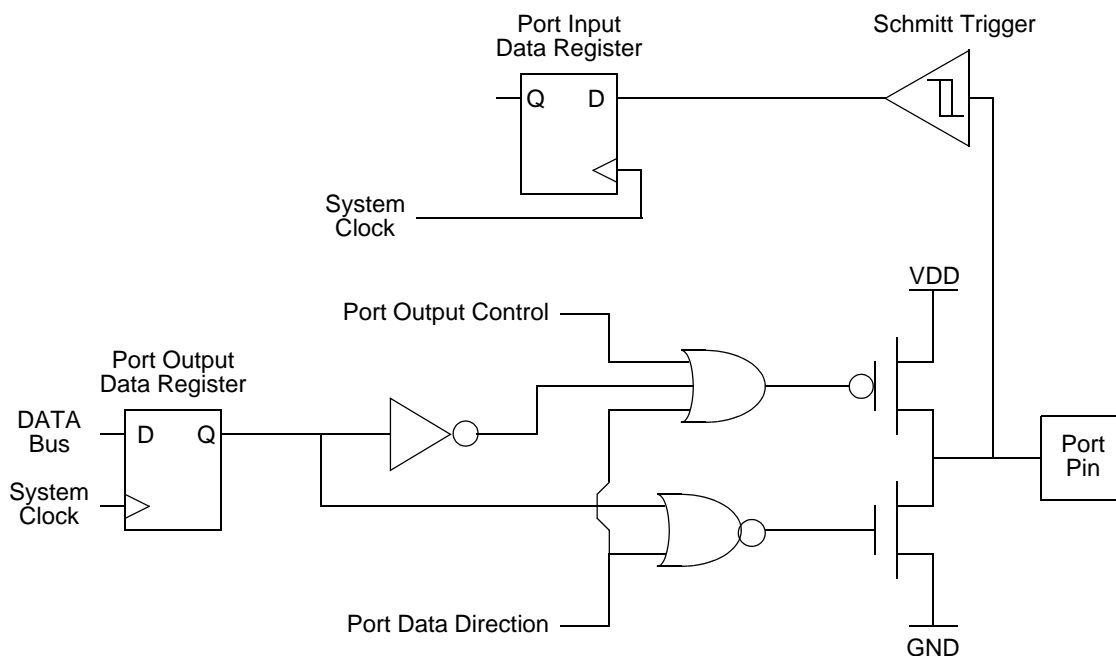 Port Input
Data Register
Schmitt Trigger
Q D
System
Clock
VDD
Port Output Control
Port Output
Data Register
DATA
Bus
D Q
System
Clock
Port
Pin
Port Data Direction
GND